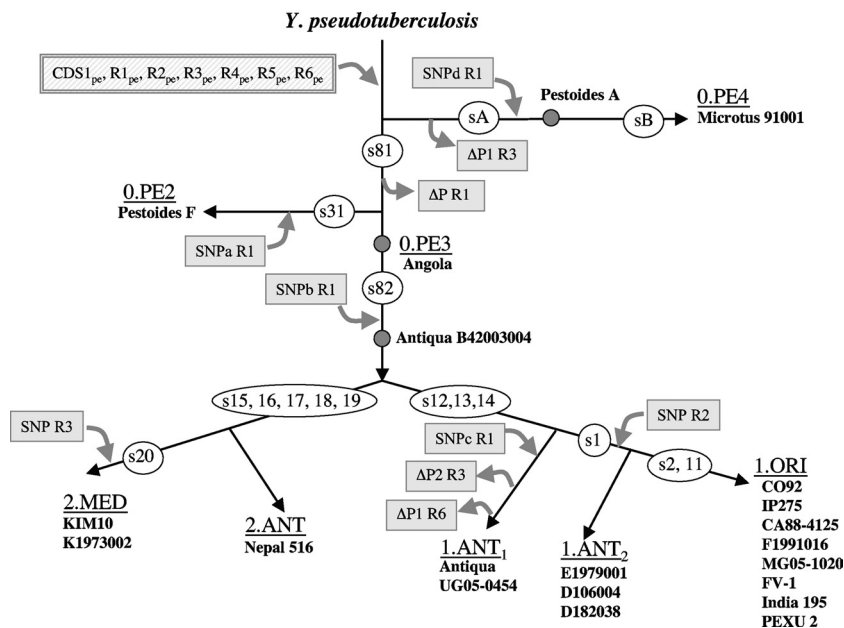 Y. pseudotuberculosis
CDS1pe, R1pe, R2pe, R3pe, R4pe, R5pe, R6pe
SNPd R1
Pestoides A
0.PE4
Microtus 91001
sA
sB
ΔP1 R3
s81
ΔP R1
0.PE2
Pestoides F
s31
SNPa R1
0.PE3
Angola
SNPb R1
s82
Antiqua B42003004
s15, 16, 17, 18, 19
s12,13,14
SNP R3
s20
SNPc R1
s1
SNP R2
ΔP2 R3
s2, 11
ΔP1 R6
2.MED
KIM10
K1973002
2.ANT
Nepal 516
1.ANT1
Antiqua
UG05-0454
1.ANT2
E1979001
D106004
D182038
1.ORI
CO92
IP275
CA88-4125
F1991016
MG05-1020
FV-1
India 195
PEXU 2